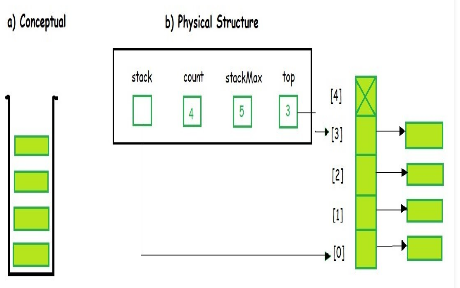 a) Conceptual
b) Physical Structure
stack count stackMax top
4 5 3
[4]
[3]
[2]
[1]
[0]